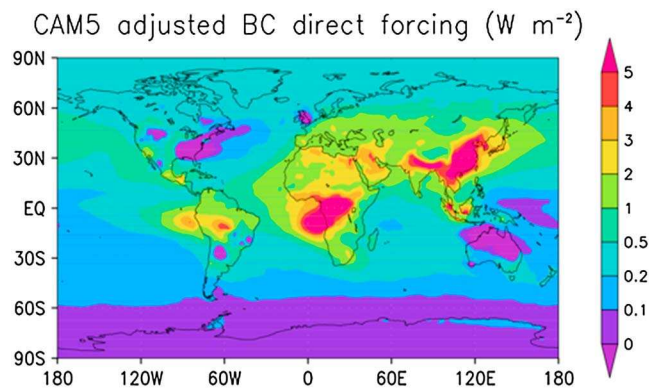 CAM5 adjusted BC direct forcing (W m⁻²)
90N
60N
30N
EQ
30S
60S
90S
180
120W
60W
0
60E
120E
180
5
4
3
2
1
0.5
0.2
0.1
0